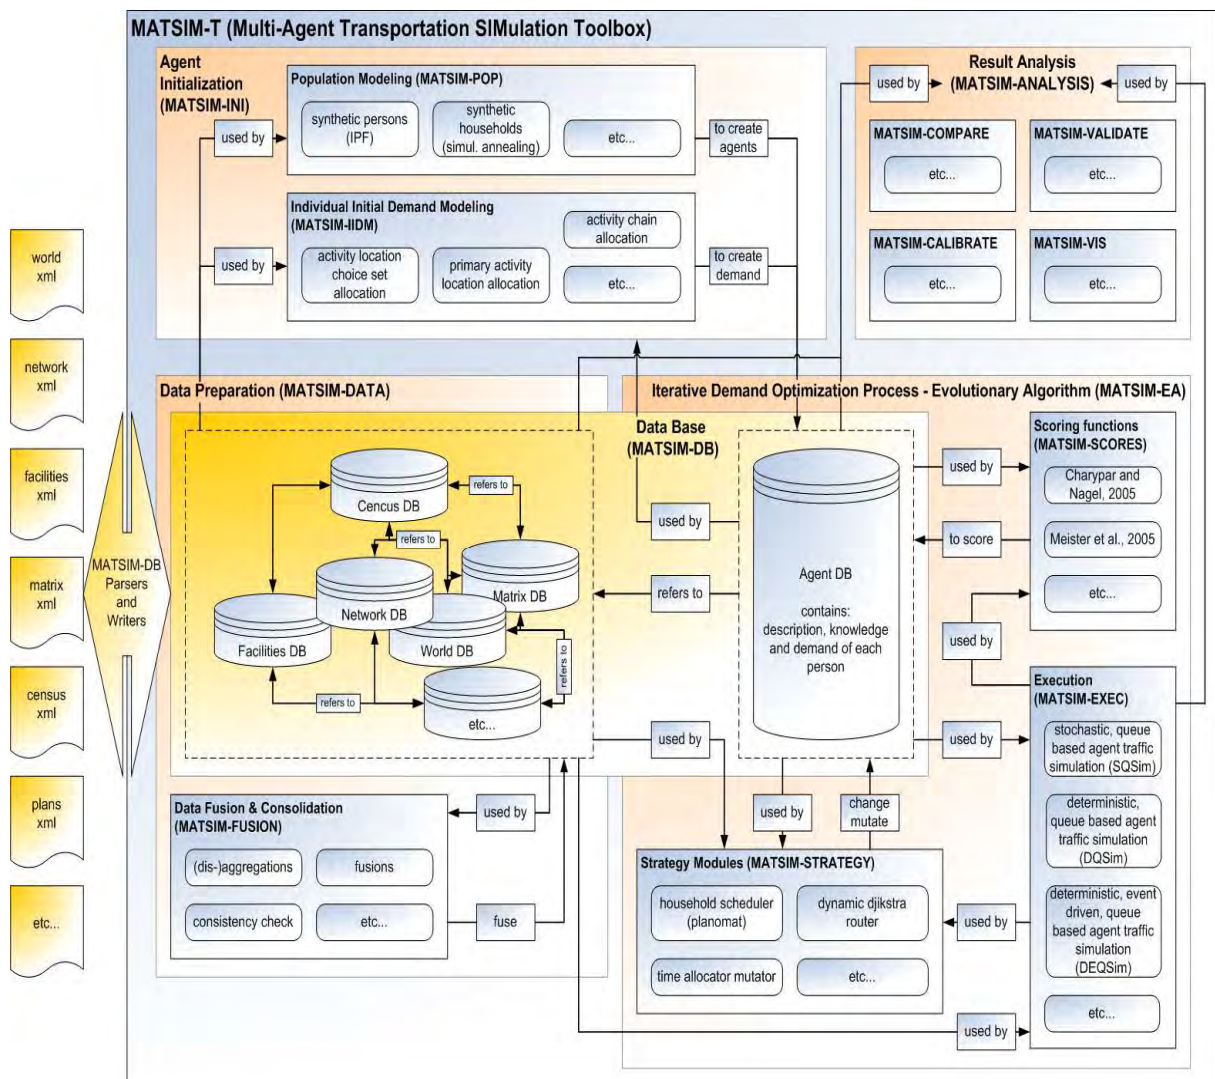 MATSIM-T (Multi-Agent Transportation SIMulation Toolbox)
Agent
Initialization
(MATSIM-INI)
Population Modeling (MATSIM-POP)
synthetic persons
(IPF)
synthetic
households
(simul. annealing)
etc...
used by
to create
agents
Individual Initial Demand Modeling
(MATSIM-IIDM)
activity location
choice set
allocation
primary activity
location allocation
activity chain
allocation
etc...
used by
to create
demand
Result Analysis
(MATSIM-ANALYSIS)
used by
used by
MATSIM-COMPARE
etc...
MATSIM-VALIDATE
etc...
MATSIM-CALIBRATE
etc...
MATSIM-VIS
etc...
world
xml
network
xml
facilities
xml
matrix
xml
census
xml
plans
xml
etc...
MATSIM-DB
Parsers
and
Writers
Data Preparation (MATSIM-DATA)
Data Base
(MATSIM-DB)
Cencus DB
refers to
refers to
Matrix DB
Network DB
Facilities DB
World DB
refers to
refers to
etc...
used by
refers to
used by
Agent DB
contains:
description, knowledge
and demand of each
person
Data Fusion & Consolidation
(MATSIM-FUSION)
(dis-)aggregations
fusions
consistency check
etc...
used by
fuse
Iterative Demand Optimization Process - Evolutionary Algorithm (MATSIM-EA)
used by
to score
used by
used by
Scoring functions
(MATSIM-SCORES)
Charypar and
Nagel, 2005
Meister et al., 2005
etc...
Execution
(MATSIM-EXEC)
stochastic, queue
based agent traffic
simulation (SQSim)
deterministic,
queue based agent
traffic simulation
(DQSim)
deterministic, event
driven, queue
based agent traffic
simulation
(DEQSim)
etc...
used by
change
mutate
Strategy Modules (MATSIM-STRATEGY)
household scheduler
(planomat)
dynamic djikstra
router
time allocator mutator
etc...
used by
used by